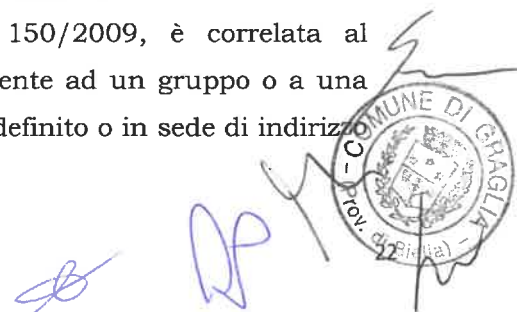 150/2009, è correlata al
ente ad un gruppo o a una
definito o in sede di indirizzo
COMUNE DI GRAGLIA
(Prov. di Biella)
22